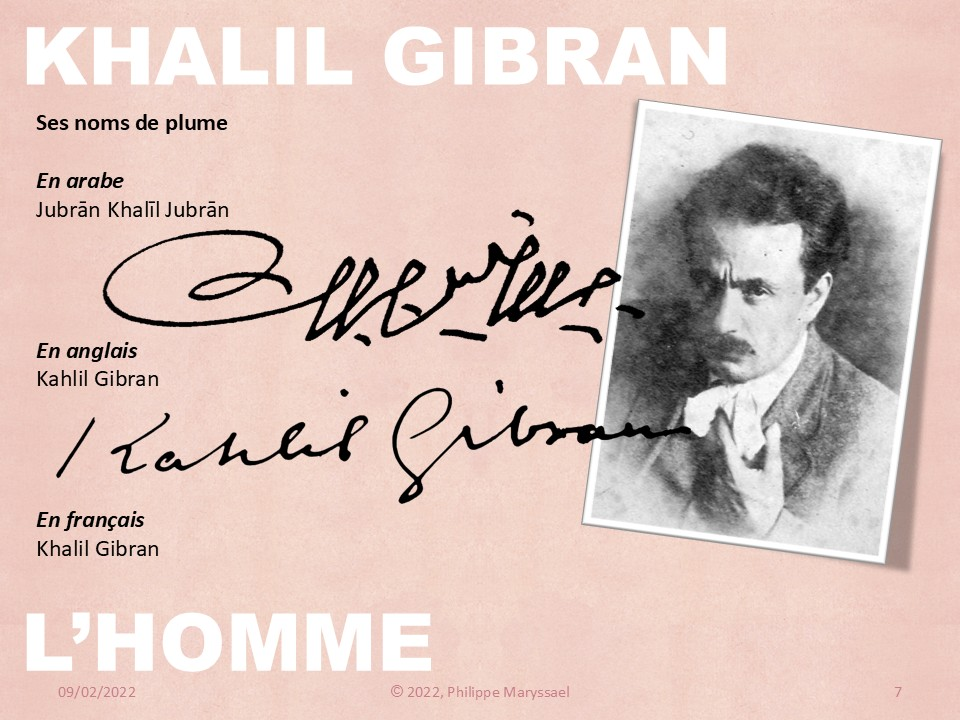 KHALIL GIBRAN
Ses noms de plume
En arabe
Jubrān Khalīl Jubrān
En anglais
Kahlil Gibran
Kahlil Gibran
En français
Khalil Gibran
L’HOMME
09/02/2022
© 2022, Philippe Maryssael
7